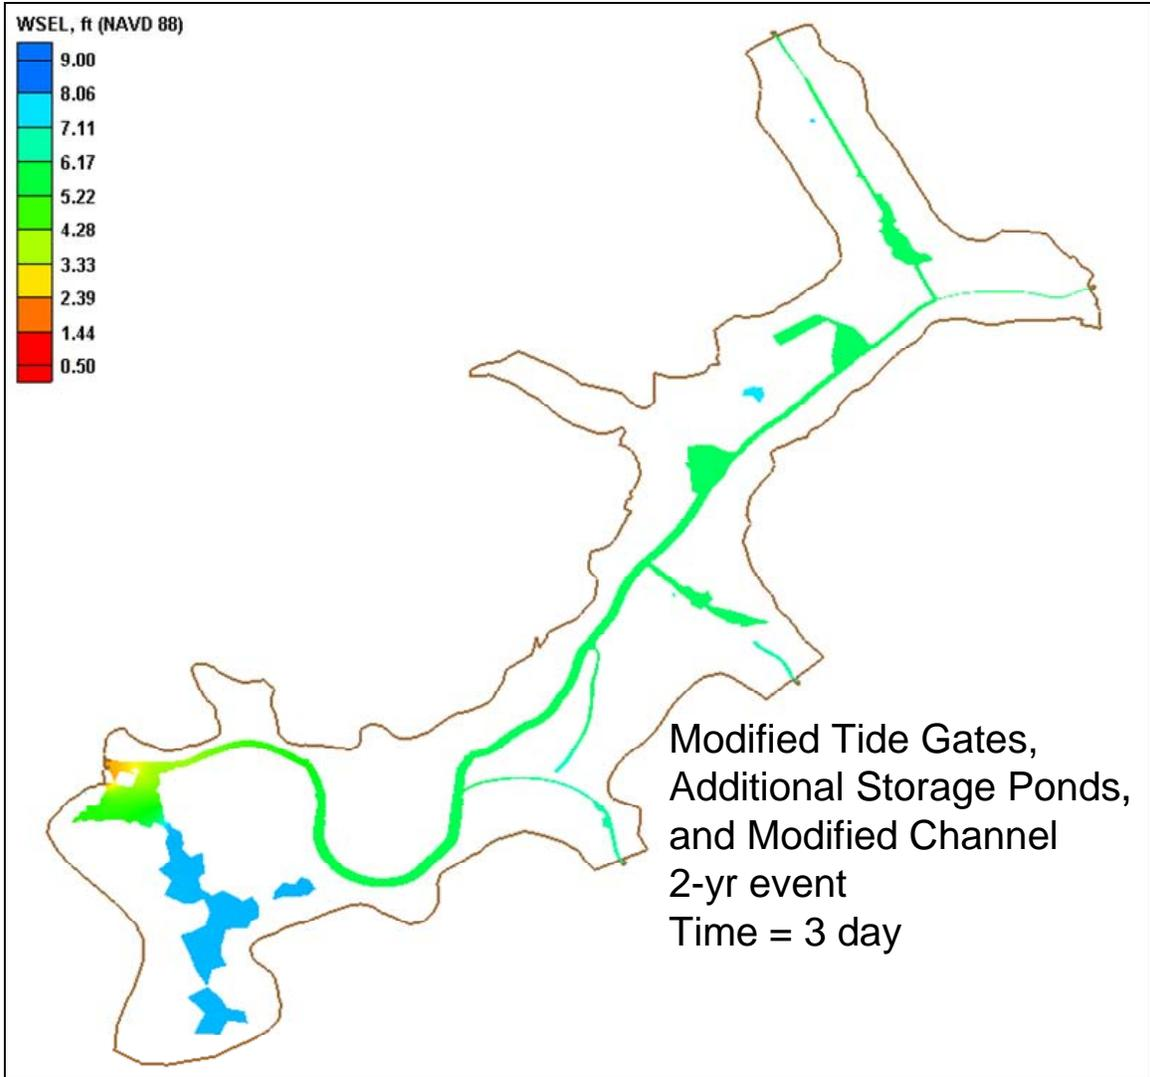 WSEL, ft (NAVD 88)
9.00
8.06
7.11
6.17
5.22
4.28
3.33
2.39
1.44
0.50
Modified Tide Gates,
Additional Storage Ponds,
and Modified Channel
2-yr event
Time = 3 day